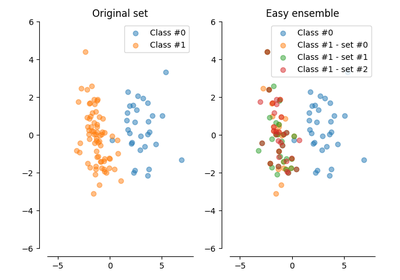 Original set
Easy ensemble
Class #0
Class #1
Class #0
Class #1 - set #0
Class #1 - set #1
Class #1 - set #2
6
4
2
0
−2
−4
−6
−5
0
5
6
4
2
0
−2
−4
−6
−5
0
5